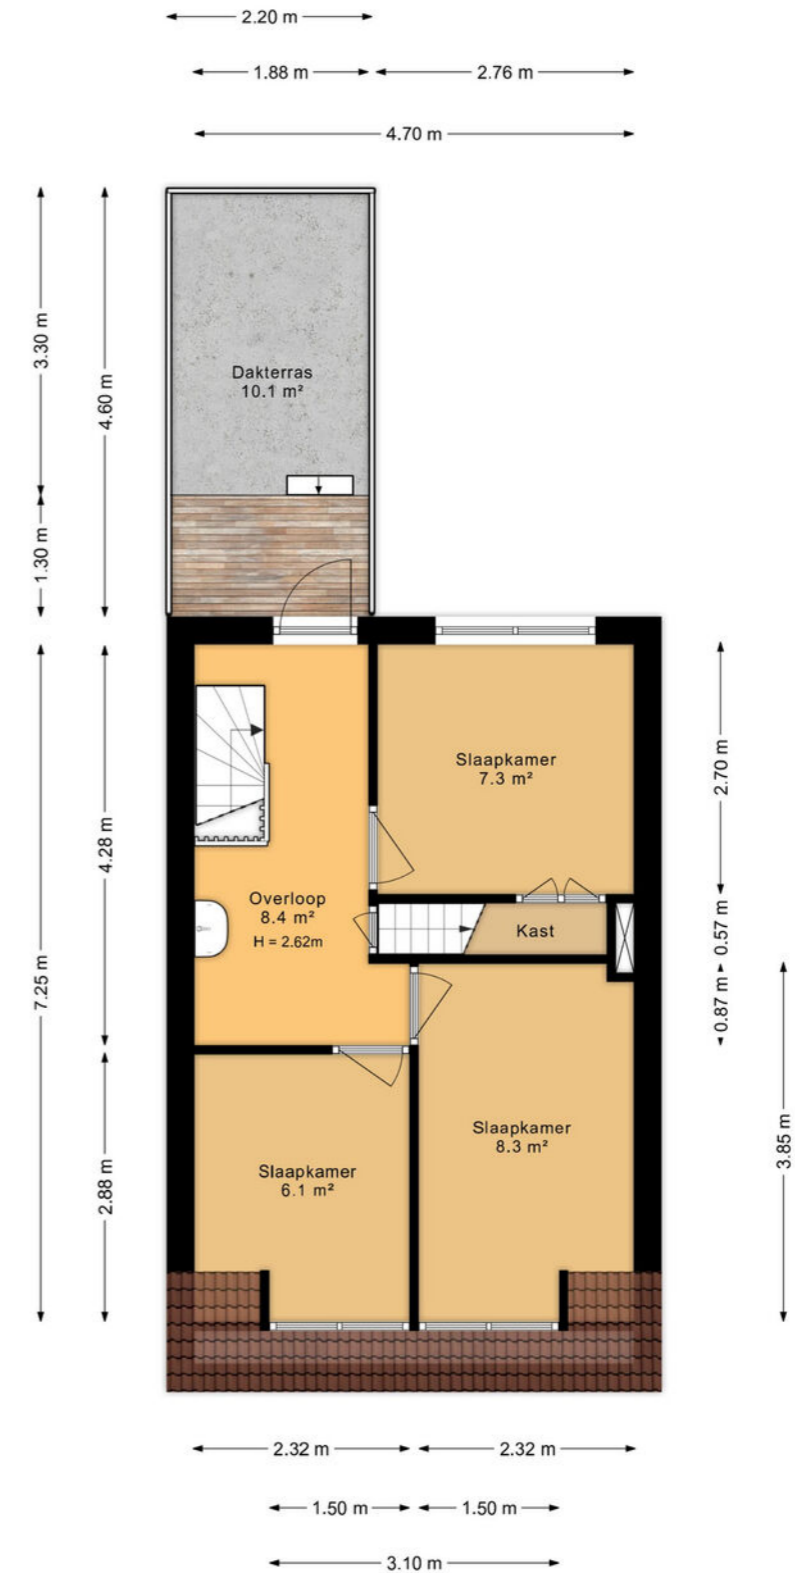 2.20 m
1.88 m
2.76 m
4.70 m
3.30 m
4.60 m
Dakterras
10.1 m²
1.30 m
Slaapkamer
7.3 m²
2.70 m
4.28 m
Overloop
8.4 m²
H = 2.62m
Kast
0.57 m
7.25 m
0.87 m
Slaapkamer
8.3 m²
3.85 m
Slaapkamer
6.1 m²
2.88 m
2.32 m
2.32 m
1.50 m
1.50 m
3.10 m